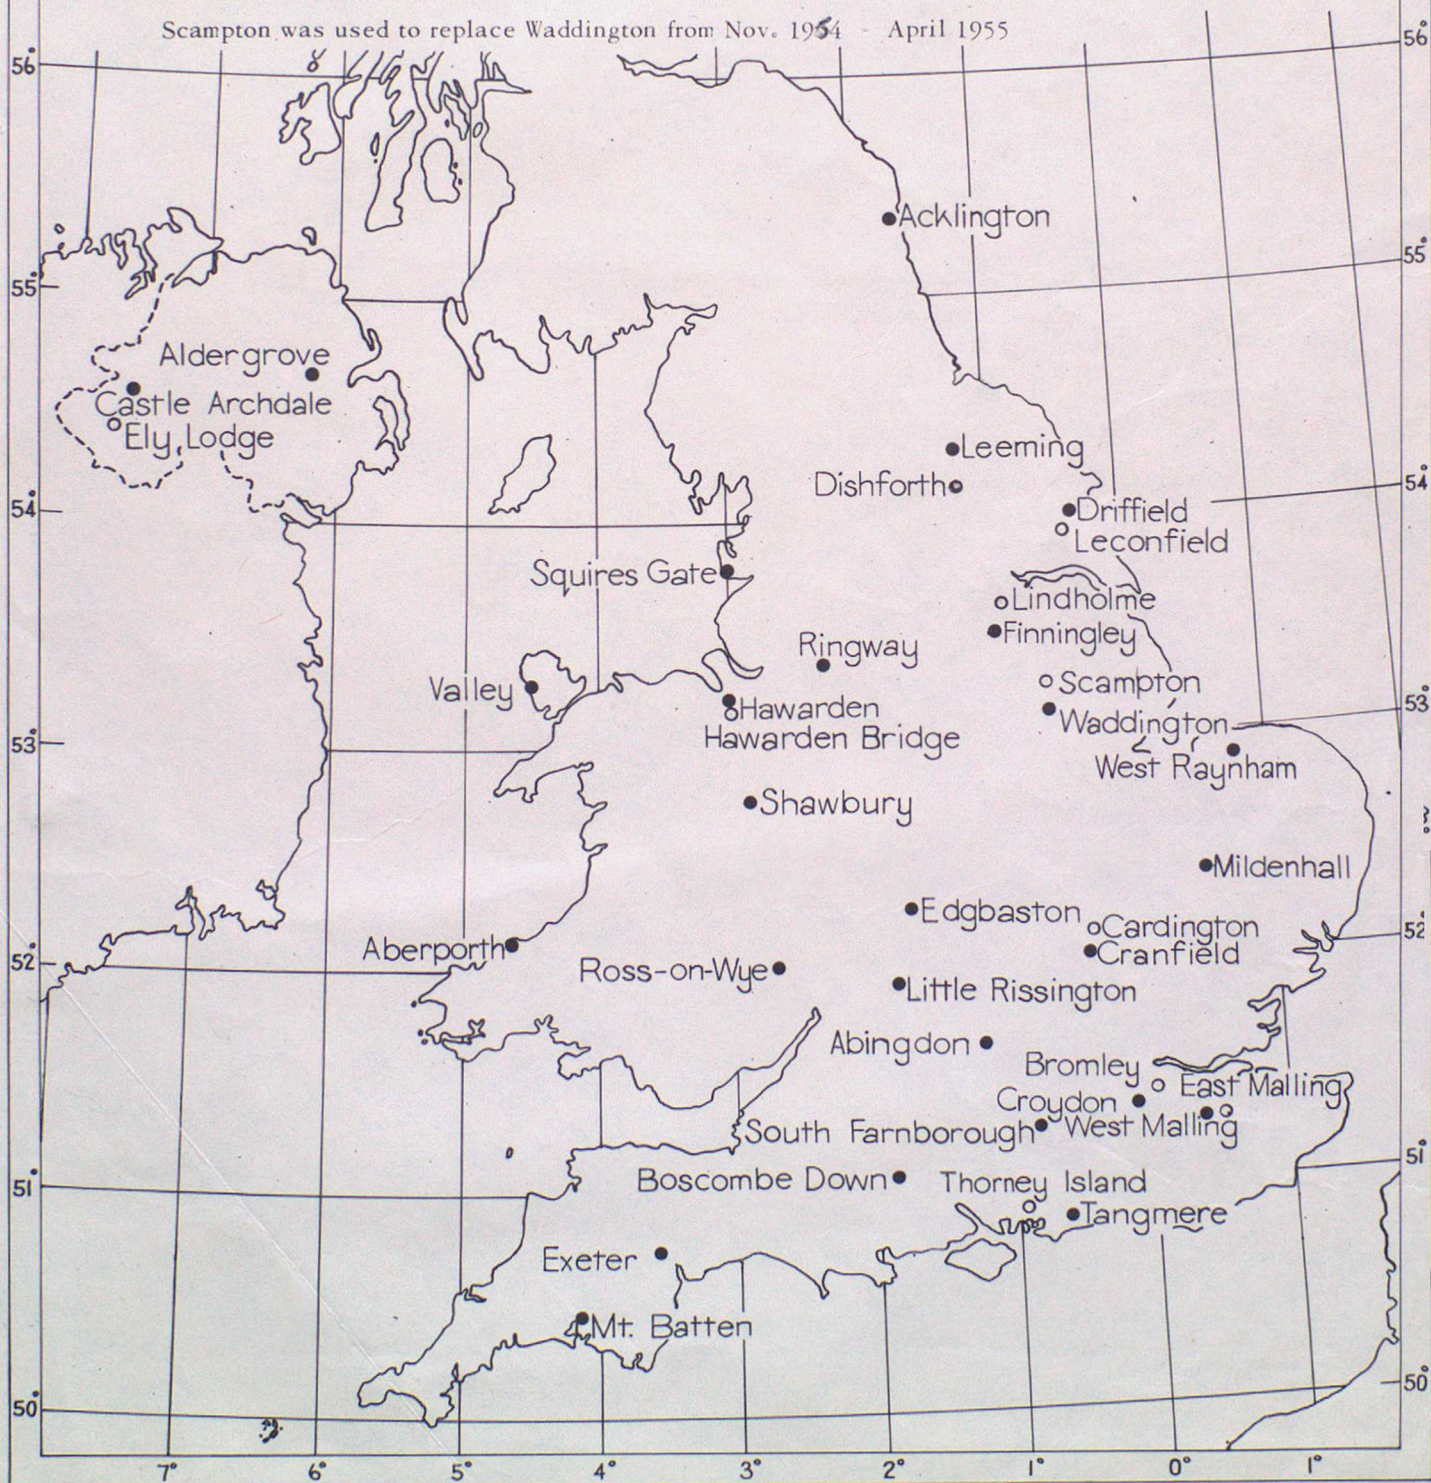 Scampton was used to replace Waddington from Nov. 1954 - April 1955
56° 56°
Acklington
55° 55°
Aldergrove
Castle Archdale
Ely Lodge
Leeming
Dishforth
54° 54°
Driffield
Leconfield
Squires Gate
Lindholme
Finningley
Ringway
Valley
Scampton
Hawarden
Hawarden Bridge
Waddington
53° 53°
West Raynham
Shawbury
Mildenhall
Edgbaston
Cardington
Cranfield
52° 52°
Aberporth
Ross-on-Wye
Little Rissington
Abingdon
Bromley
East Malling
Croydon
South Farnborough
West Malling
51° 51°
Boscombe Down
Thorney Island
Tangmere
Exeter
Mt. Batten
50° 50°
7° 6° 5° 4° 3° 2° 1° 0° 1°